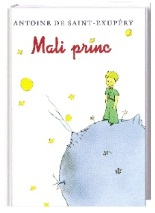 ANTOINE DE SAINT-EXUPÉRY
Mali princ